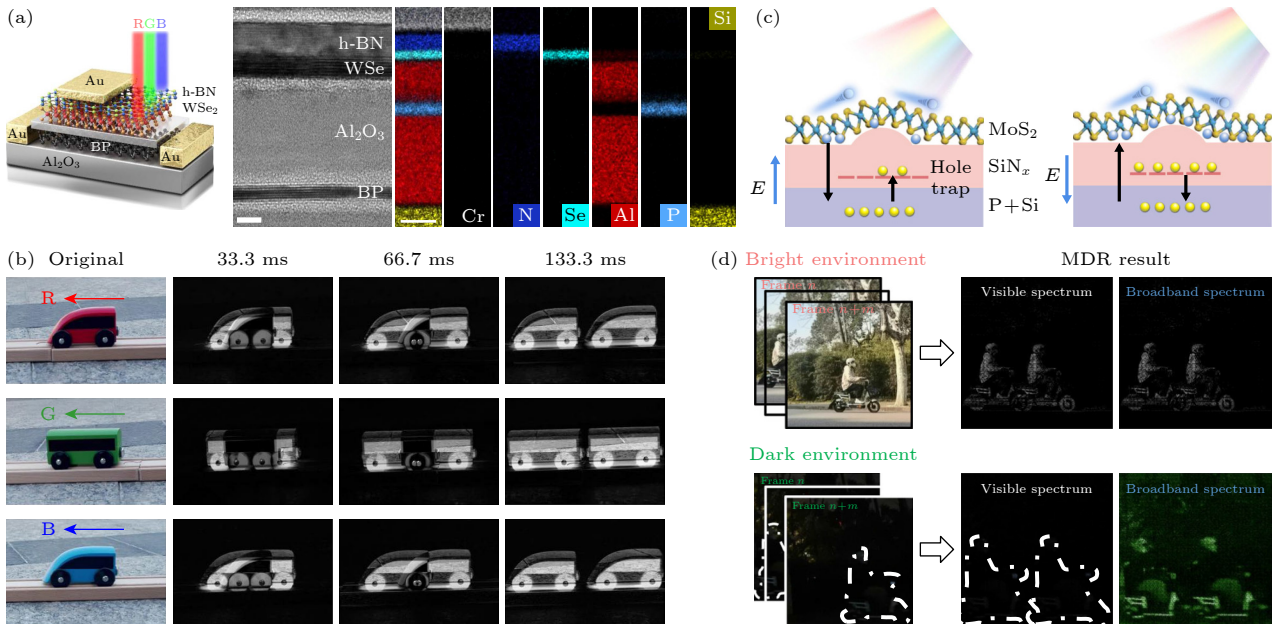 (a)
RGB
Au
h-BN
WSe₂
Au
BP
Au
Al₂O₃
h-BN
WSe
Al₂O₃
BP
Cr
N
Se
Al
P
Si
(c)
MoS₂
SiNₓ
Hole
trap
P+Si
E
E
(b)
Original
33.3 ms
66.7 ms
133.3 ms
R
G
B
(d)
Bright environment
MDR result
Frame n
Frame n+m
Visible spectrum
Broadband spectrum
Dark environment
Frame n
Frame n+m
Visible spectrum
Broadband spectrum